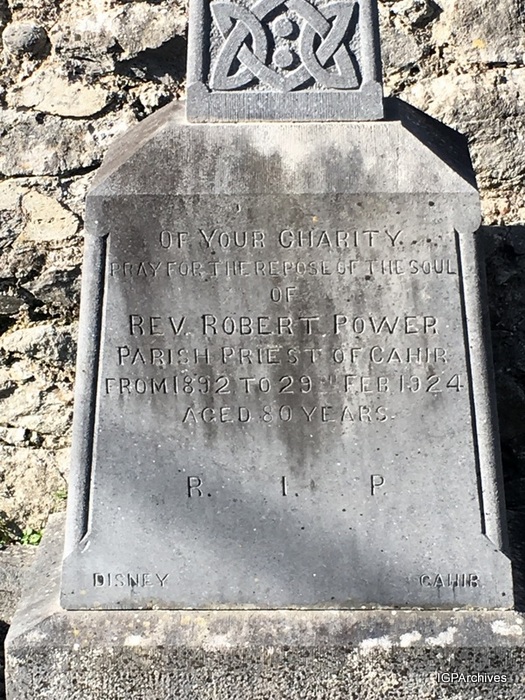 OF YOUR CHARITY
PRAY FOR THE REPOSE OF THE SOUL
OF
REV. ROBERT POWER
PARISH PRIEST OF CAHIR
FROM 1892 TO 29TH FEB. 1924
AGED 80 YEARS.
R. I. P.
DISNEY CAHIR
IGPArchives